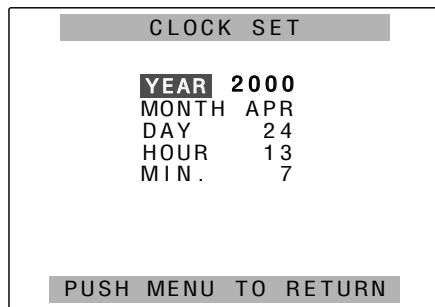 CLOCK SET
YEAR 2000
MONTH APR
DAY 24
HOUR 13
MIN. 7
PUSH MENU TO RETURN